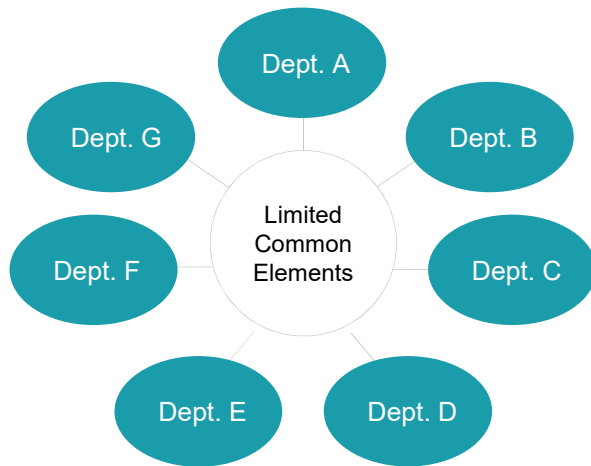 Dept. A
Dept. G
Dept. B
Limited
Common
Elements
Dept. F
Dept. C
Dept. E
Dept. D